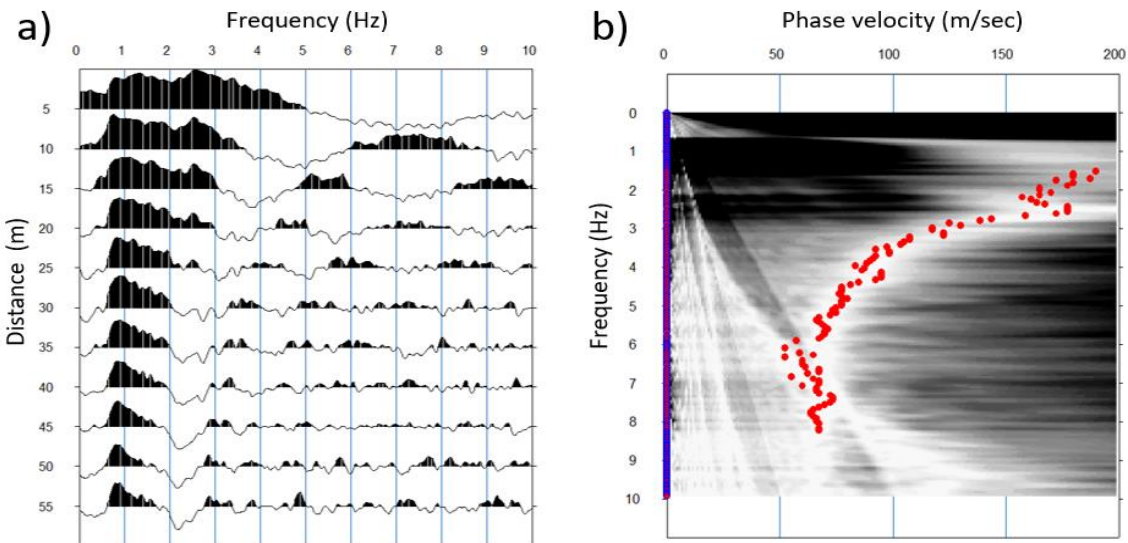 a)
Frequency (Hz)
0 1 2 3 4 5 6 7 8 9 10
Distance (m)
5
10
15
20
25
30
35
40
45
50
55
b)
Phase velocity (m/sec)
0 50 100 150 200
Frequency (Hz)
0
1
2
3
4
5
6
7
8
9
10